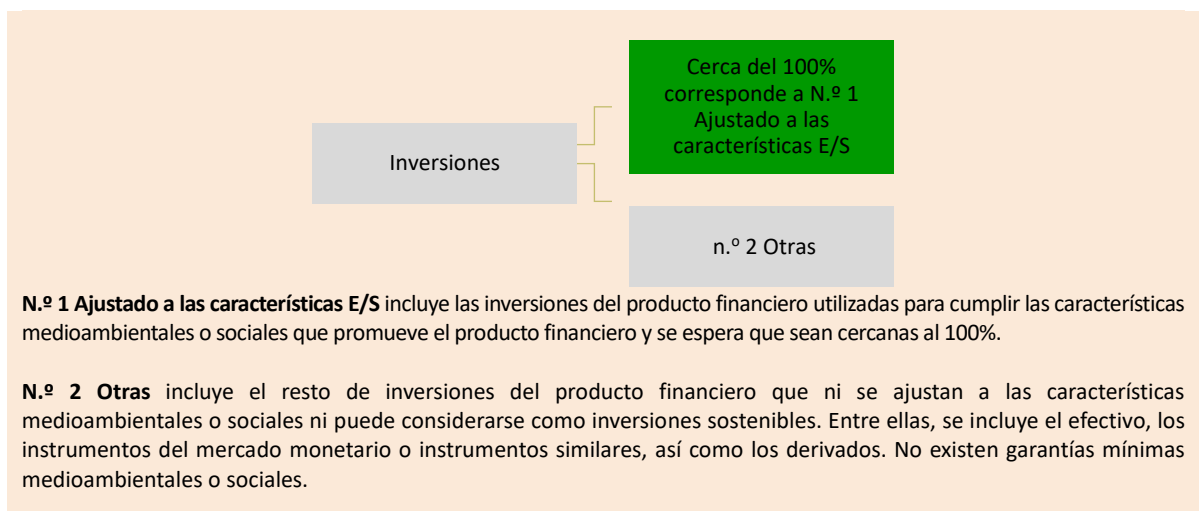 Cerca del 100%
corresponde a N.º 1
Ajustado a las
características E/S
Inversiones
n.º 2 Otras
N.º 1 Ajustado a las características E/S incluye las inversiones del producto financiero utilizadas para cumplir las características
medioambientales o sociales que promueve el producto financiero y se espera que sean cercanas al 100%.
N.º 2 Otras incluye el resto de inversiones del producto financiero que ni se ajustan a las características
medioambientales o sociales ni puede considerarse como inversiones sostenibles. Entre ellas, se incluye el efectivo, los
instrumentos del mercado monetario o instrumentos similares, así como los derivados. No existen garantías mínimas
medioambientales o sociales.